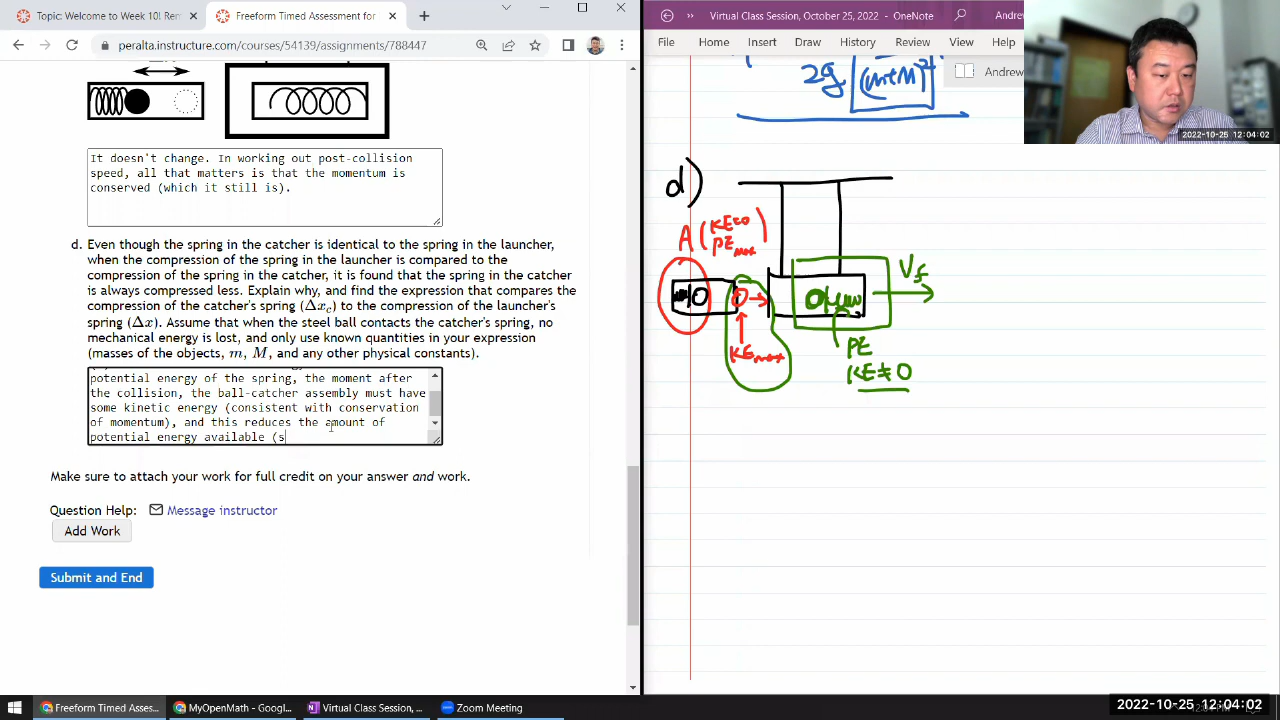 Topic: Welcome to Week 10! Ren
Freeform Timed Assessment for
peralta.instructure.com/courses/54139/assignments/788447
It doesn't change. In working out post-collision
speed, all that matters is that the momentum is
conserved (which it still is).
d. Even though the spring in the catcher is identical to the spring in the launcher,
when the compression of the spring in the launcher is compared to the
compression of the spring in the catcher, it is found that the spring in the catcher
is always compressed less. Explain why, and find the expression that compares the
compression of the catcher's spring (Δx_c) to the compression of the launcher's
spring (Δx). Assume that when the steel ball contacts the catcher's spring, no
mechanical energy is lost, and only use known quantities in your expression
(masses of the objects, m, M, and any other physical constants).
potential energy of the spring, the moment after
the collision, the ball-catcher assembly must have
some kinetic energy (consistent with conservation
of momentum), and this reduces the amount of
potential energy available (s
Make sure to attach your work for full credit on your answer and work.
Question Help: Message instructor
Add Work
Submit and End
Virtual Class Session, October 25, 2022 - OneNote
Andrew
File Home Insert Draw History Review View Help
Andrew
2g (m+M)²
d)
A (KE=0
PE max)
V_f
KE max
PE
KE≠0
2022-10-25 12:04:02
Freeform Timed Asses...
MyOpenMath - Googl...
Virtual Class Session, ...
Zoom Meeting
2022-10-25 12:04:02